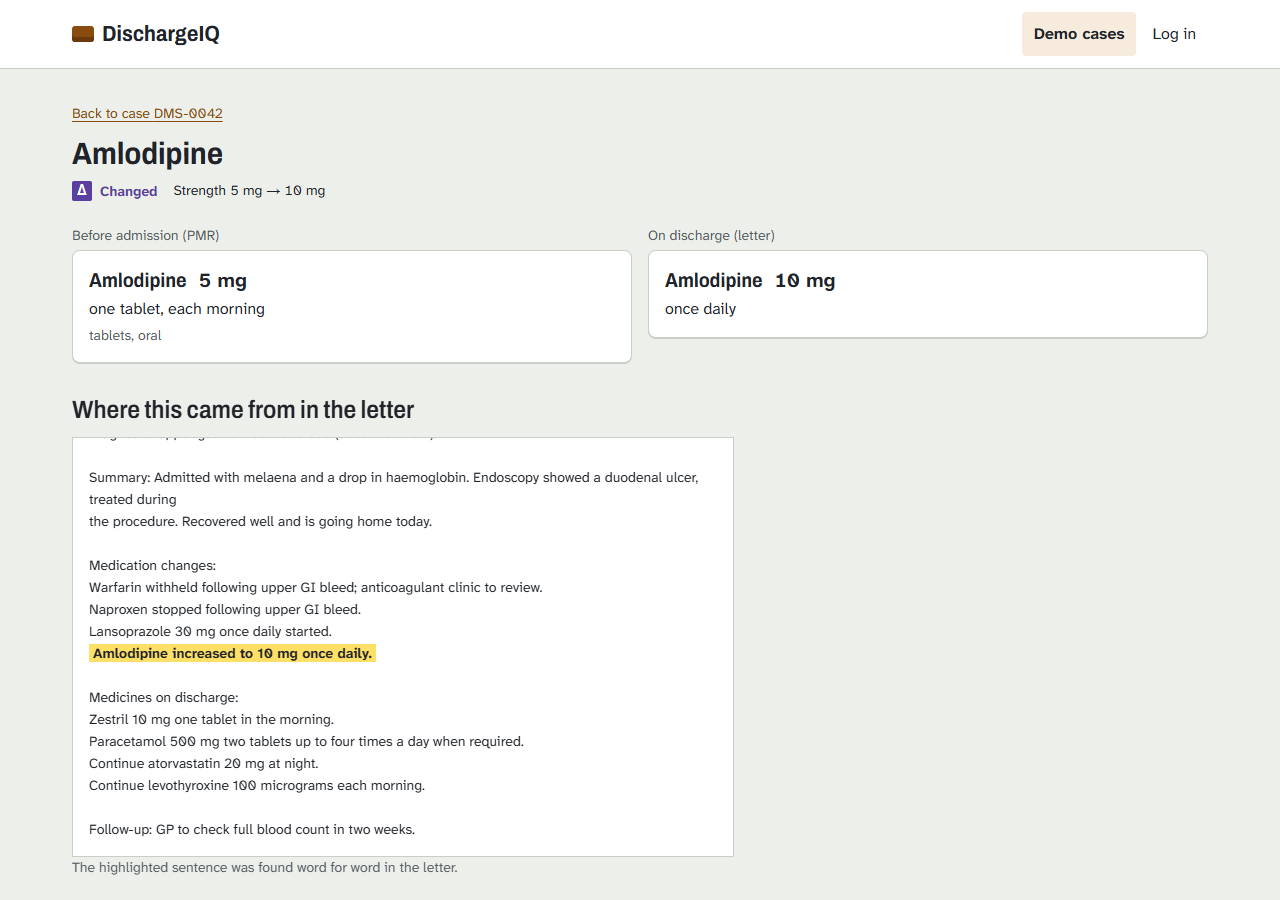 DischargeIQ
Demo cases
Log in
Back to case DMS-0042
Amlodipine
Δ Changed Strength 5 mg → 10 mg
Before admission (PMR)
On discharge (letter)
Amlodipine 5 mg
one tablet, each morning
tablets, oral
Amlodipine 10 mg
once daily
Where this came from in the letter
Summary: Admitted with melaena and a drop in haemoglobin. Endoscopy showed a duodenal ulcer,
treated during
the procedure. Recovered well and is going home today.
Medication changes:
Warfarin withheld following upper GI bleed; anticoagulant clinic to review.
Naproxen stopped following upper GI bleed.
Lansoprazole 30 mg once daily started.
Amlodipine increased to 10 mg once daily.
Medicines on discharge:
Zestril 10 mg one tablet in the morning.
Paracetamol 500 mg two tablets up to four times a day when required.
Continue atorvastatin 20 mg at night.
Continue levothyroxine 100 micrograms each morning.
Follow-up: GP to check full blood count in two weeks.
The highlighted sentence was found word for word in the letter.